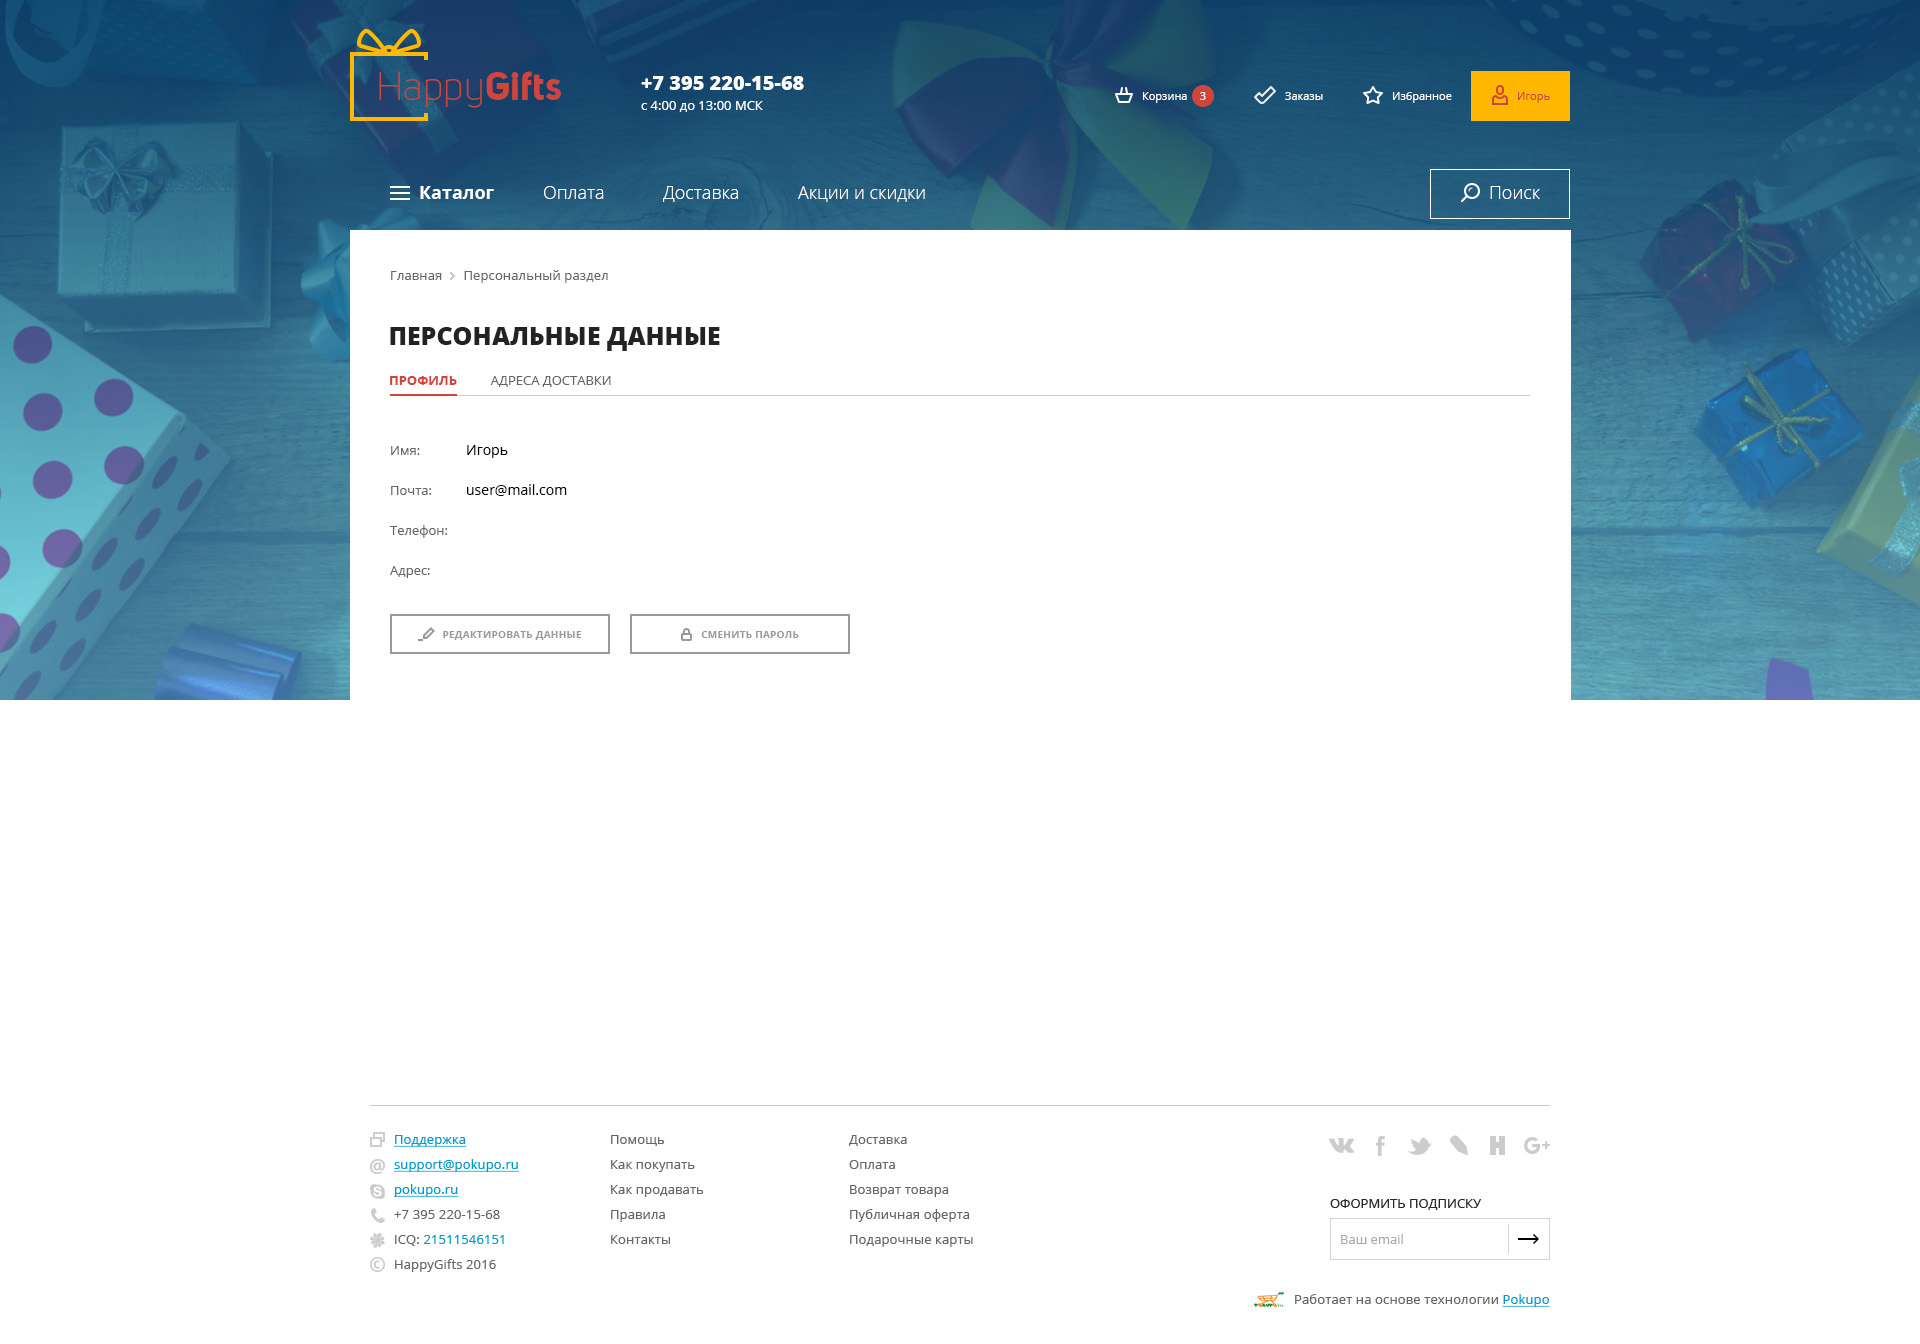 HappyGifts
+7 395 220-15-68
с 4:00 до 13:00 МСК
Корзина 3
Заказы
Избранное
Игорь
Каталог
Оплата
Доставка
Акции и скидки
Поиск
Главная
Персональный раздел
ПЕРСОНАЛЬНЫЕ ДАННЫЕ
ПРОФИЛЬ
АДРЕСА ДОСТАВКИ
Имя: Игорь
Почта: user@mail.com
Телефон:
Адрес:
РЕДАКТИРОВАТЬ ДАННЫЕ
СМЕНИТЬ ПАРОЛЬ
Поддержка
support@pokupo.ru
pokupo.ru
+7 395 220-15-68
ICQ: 21511546151
© HappyGifts 2016
Помощь
Как покупать
Как продавать
Правила
Контакты
Доставка
Оплата
Возврат товара
Публичная оферта
Подарочные карты
ОФОРМИТЬ ПОДПИСКУ
Ваш email
Работает на основе технологии Pokupo